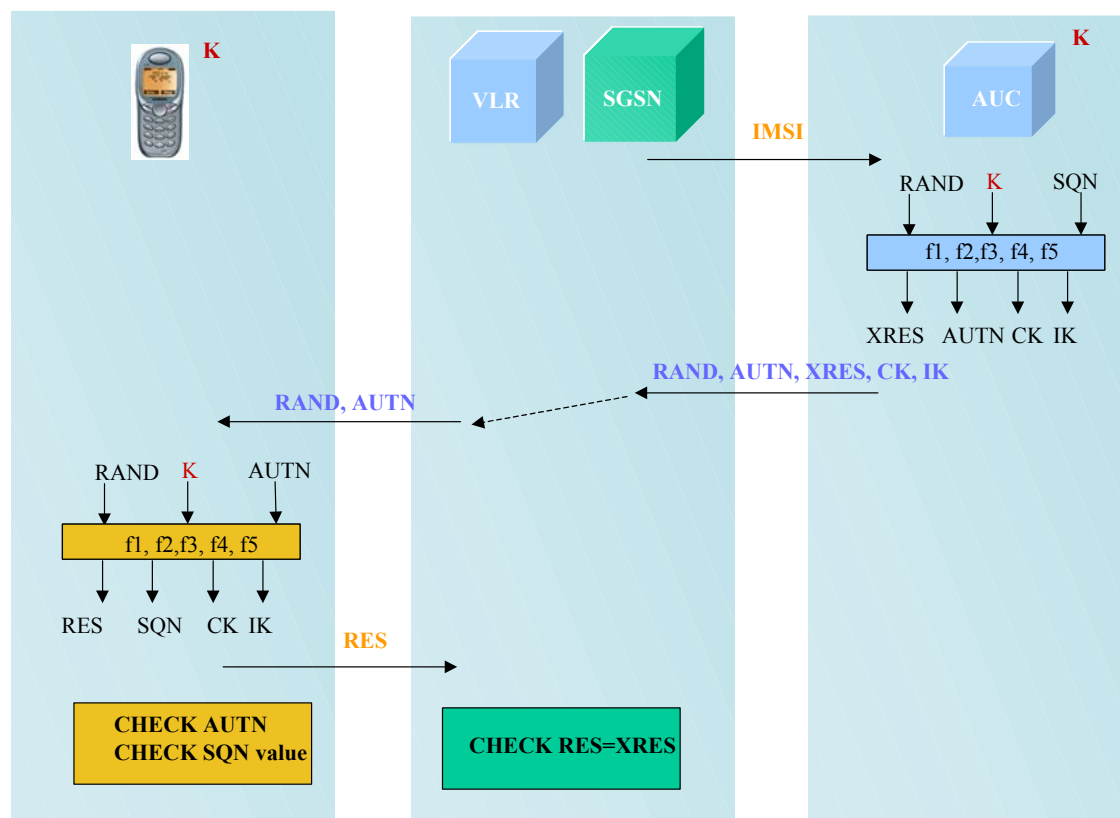 K
K
VLR
SGSN
AUC
IMSI
RAND K SQN
f1, f2,f3, f4, f5
XRES AUTN CK IK
RAND, AUTN, XRES, CK, IK
RAND, AUTN
RAND K AUTN
f1, f2,f3, f4, f5
RES SQN CK IK
RES
CHECK AUTN
CHECK SQN value
CHECK RES=XRES